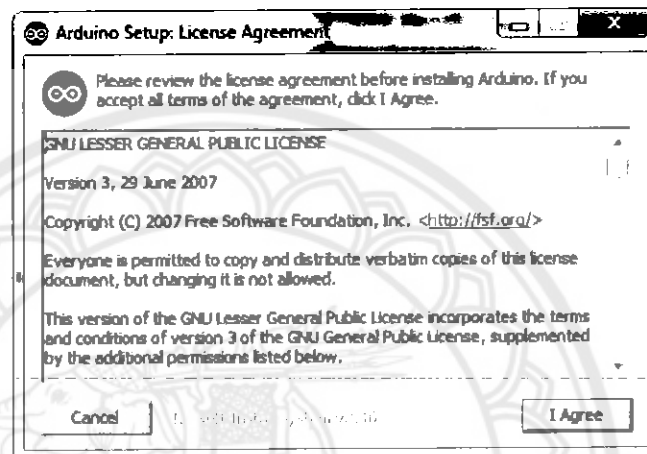 Arduino Setup: License Agreement
Please review the license agreement before installing Arduino. If you
accept all terms of the agreement, click I Agree.
GNU LESSER GENERAL PUBLIC LICENSE
Version 3, 29 June 2007
Copyright (C) 2007 Free Software Foundation, Inc. <http://fsf.org/>
Everyone is permitted to copy and distribute verbatim copies of this license
document, but changing it is not allowed.
This version of the GNU Lesser General Public License incorporates the terms
and conditions of version 3 of the GNU General Public License, supplemented
by the additional permissions listed below.
Cancel
I Agree